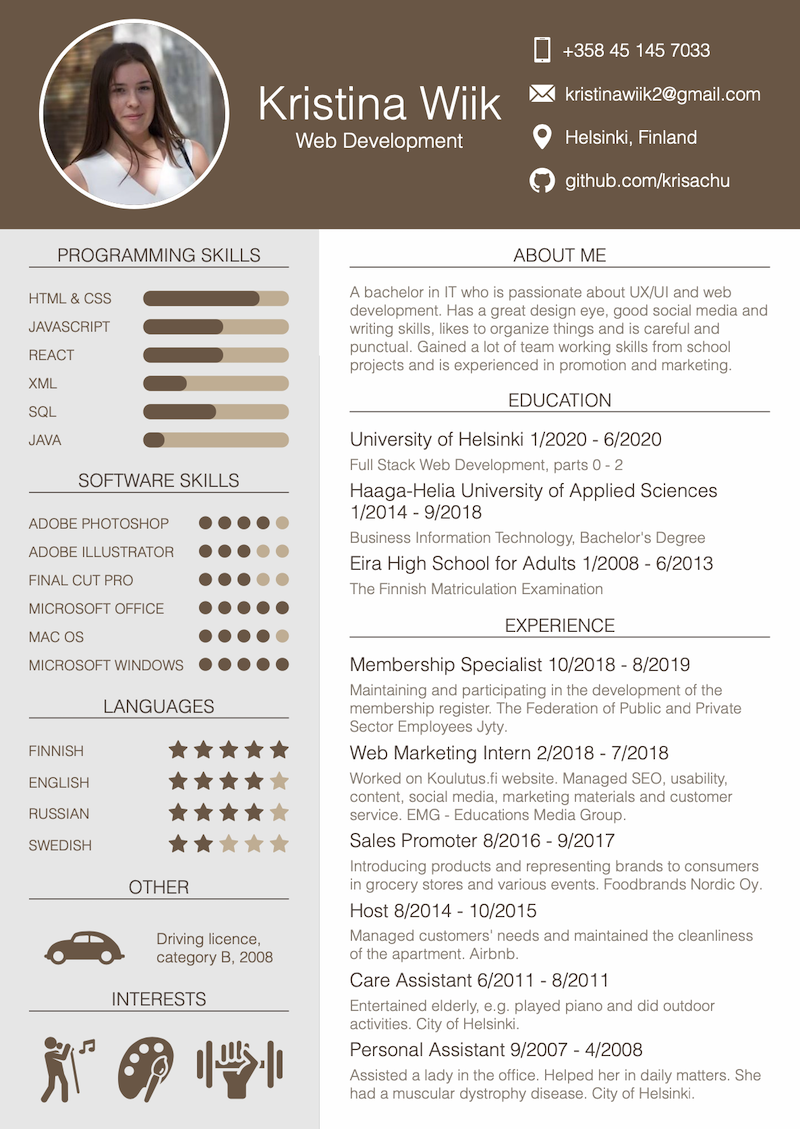 Kristina Wiik
Web Development
+358 45 145 7033
kristinawiik2@gmail.com
Helsinki, Finland
github.com/krisachu
PROGRAMMING SKILLS
HTML & CSS
JAVASCRIPT
REACT
XML
SQL
JAVA
SOFTWARE SKILLS
ADOBE PHOTOSHOP
ADOBE ILLUSTRATOR
FINAL CUT PRO
MICROSOFT OFFICE
MAC OS
MICROSOFT WINDOWS
LANGUAGES
FINNISH
ENGLISH
RUSSIAN
SWEDISH
OTHER
Driving licence,
category B, 2008
INTERESTS
ABOUT ME
A bachelor in IT who is passionate about UX/UI and web
development. Has a great design eye, good social media and
writing skills, likes to organize things and is careful and
punctual. Gained a lot of team working skills from school
projects and is experienced in promotion and marketing.
EDUCATION
University of Helsinki 1/2020 - 6/2020
Full Stack Web Development, parts 0 - 2
Haaga-Helia University of Applied Sciences
1/2014 - 9/2018
Business Information Technology, Bachelor's Degree
Eira High School for Adults 1/2008 - 6/2013
The Finnish Matriculation Examination
EXPERIENCE
Membership Specialist 10/2018 - 8/2019
Maintaining and participating in the development of the
membership register. The Federation of Public and Private
Sector Employees Jyty.
Web Marketing Intern 2/2018 - 7/2018
Worked on Koulutus.fi website. Managed SEO, usability,
content, social media, marketing materials and customer
service. EMG - Educations Media Group.
Sales Promoter 8/2016 - 9/2017
Introducing products and representing brands to consumers
in grocery stores and various events. Foodbrands Nordic Oy.
Host 8/2014 - 10/2015
Managed customers' needs and maintained the cleanliness
of the apartment. Airbnb.
Care Assistant 6/2011 - 8/2011
Entertained elderly, e.g. played piano and did outdoor
activities. City of Helsinki.
Personal Assistant 9/2007 - 4/2008
Assisted a lady in the office. Helped her in daily matters. She
had a muscular dystrophy disease. City of Helsinki.